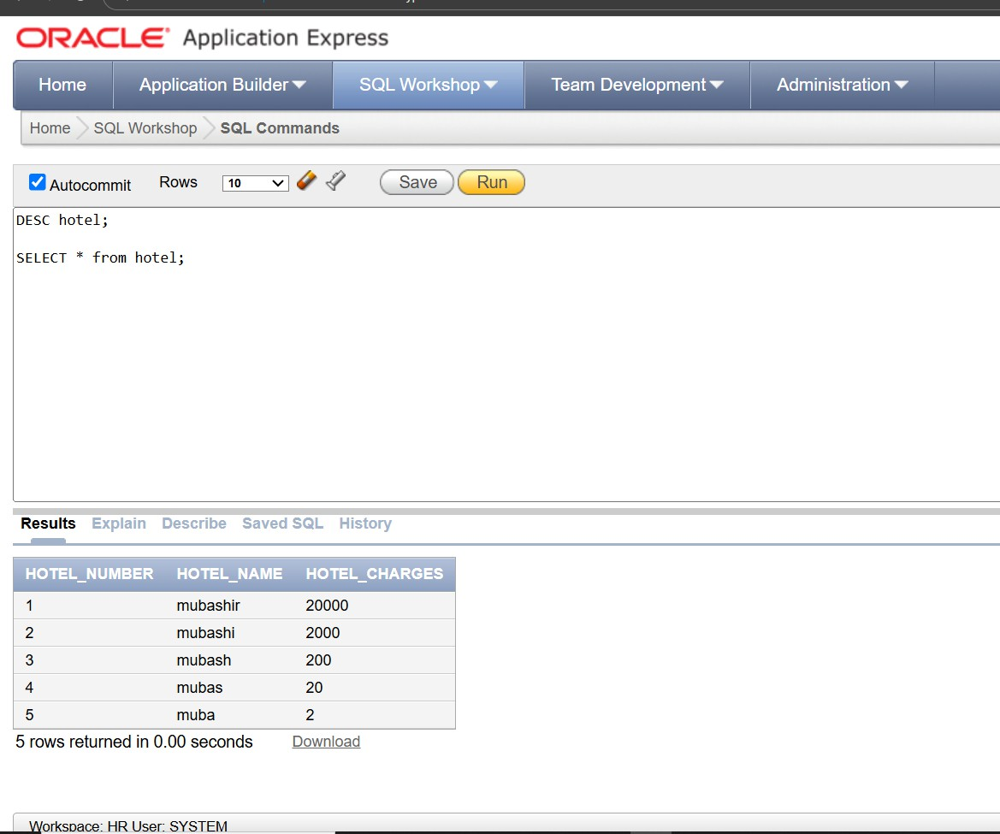 ORACLE Application Express
Home Application Builder SQL Workshop Team Development Administration
Home SQL Workshop SQL Commands
Autocommit Rows 10 Save Run
DESC hotel;
SELECT * from hotel;
Results Explain Describe Saved SQL History
HOTEL_NUMBER HOTEL_NAME HOTEL_CHARGES
1 mubashir 20000
2 mubashi 2000
3 mubash 200
4 mubas 20
5 muba 2
5 rows returned in 0.00 seconds Download
Workspace: HR User: SYSTEM